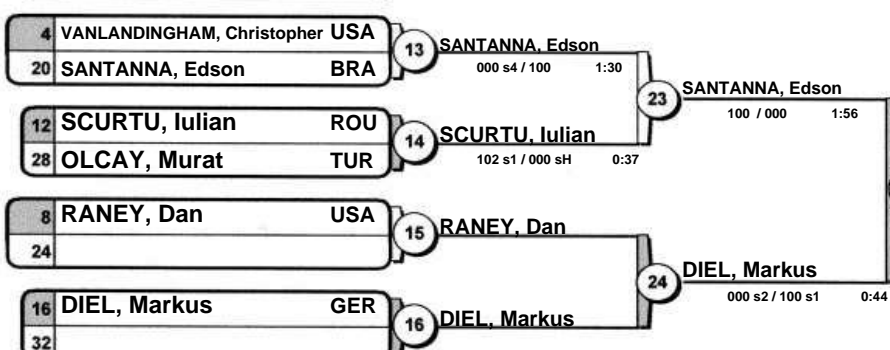 4 VANLANDINGHAM, Christopher USA
20 SANTANNA, Edson BRA
13
SANTANNA, Edson
000 s4 / 100 1:30
12 SCURTU, Iulian ROU
28 OLCAY, Murat TUR
14
SCURTU, Iulian
102 s1 / 000 sH 0:37
23
SANTANNA, Edson
100 / 000 1:56
8 RANEY, Dan USA
24
15
RANEY, Dan
16 DIEL, Markus GER
32
16
DIEL, Markus
24
DIEL, Markus
000 s2 / 100 s1 0:44